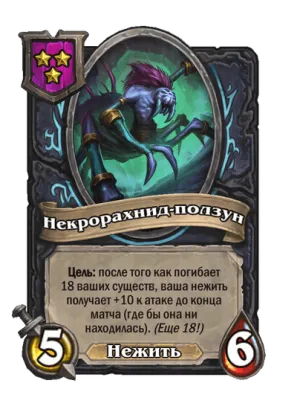 Некрорахнид-ползун
Цель: после того как погибает
18 ваших существ, ваша нежить
получает +10 к атаке до конца
матча (где бы она ни
находилась). (Еще 18!)
5
Нежить
6